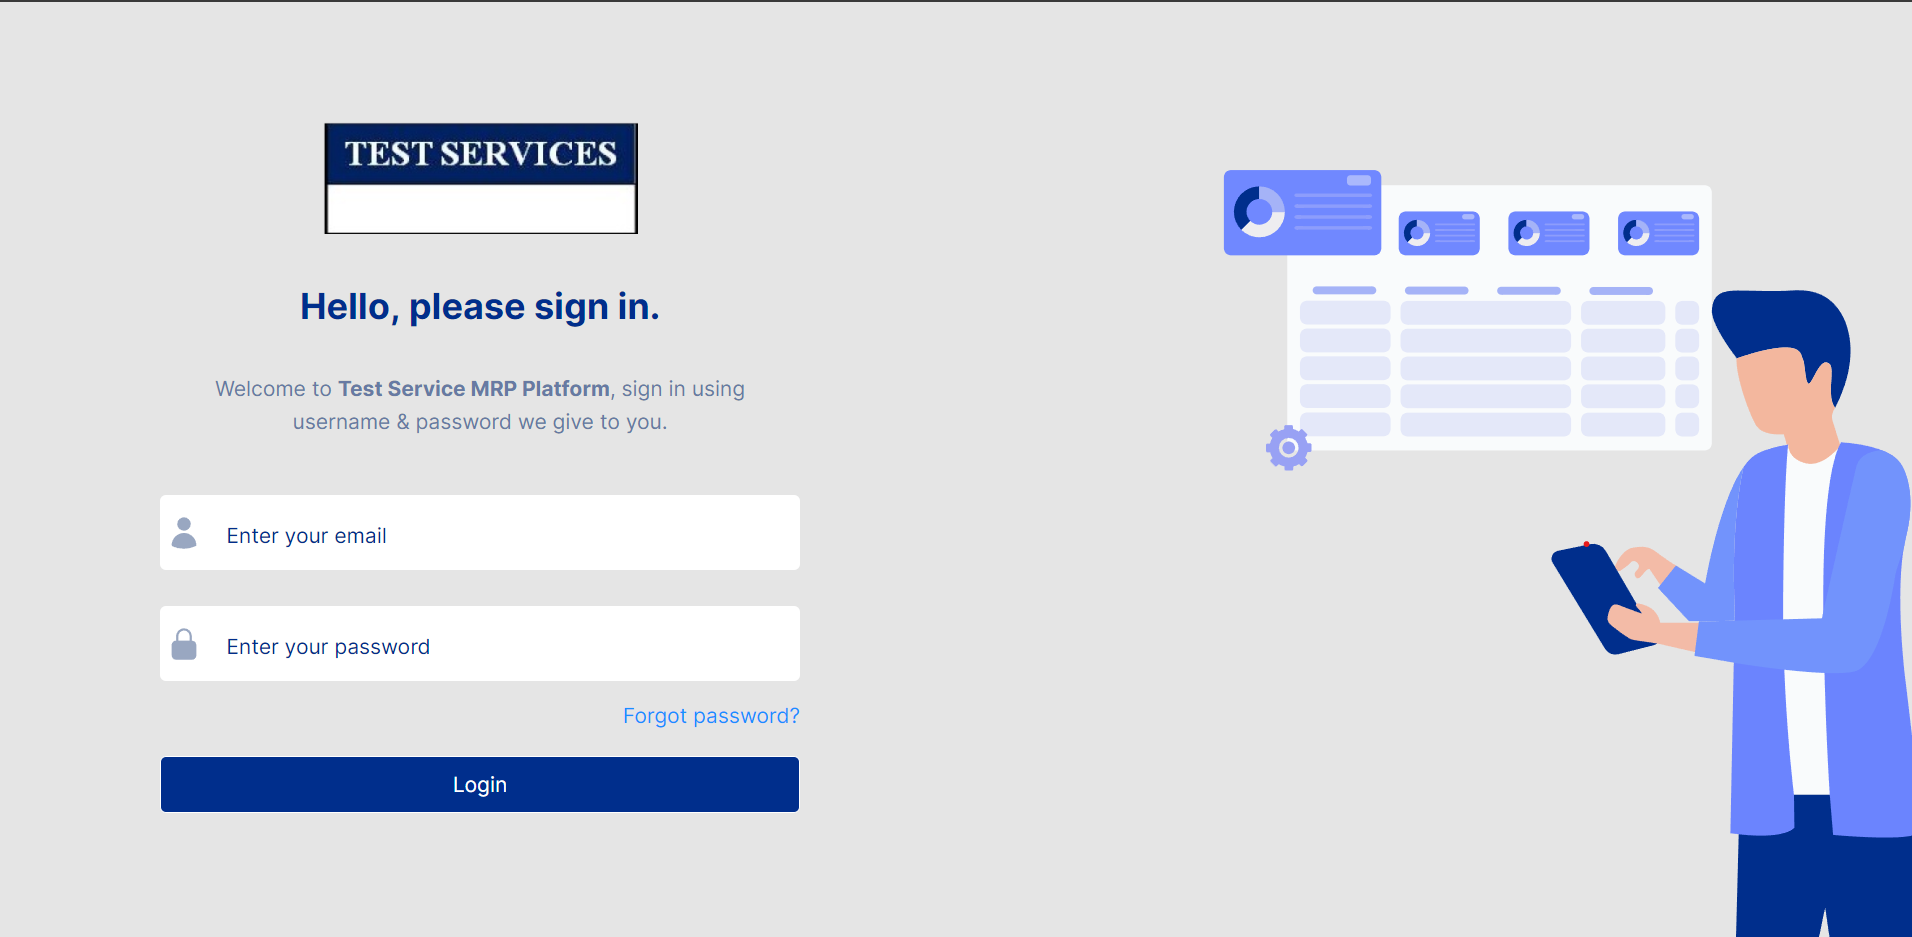 TEST SERVICES
Hello, please sign in.
Welcome to Test Service MRP Platform, sign in using
username & password we give to you.
Enter your email
Enter your password
Forgot password?
Login